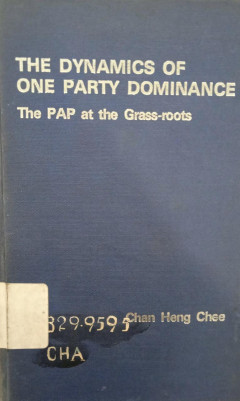 THE DYNAMICS OF
ONE PARTY DOMINANCE
The PAP at the Grass-roots
Chan Heng Chee
329.9595
CHA